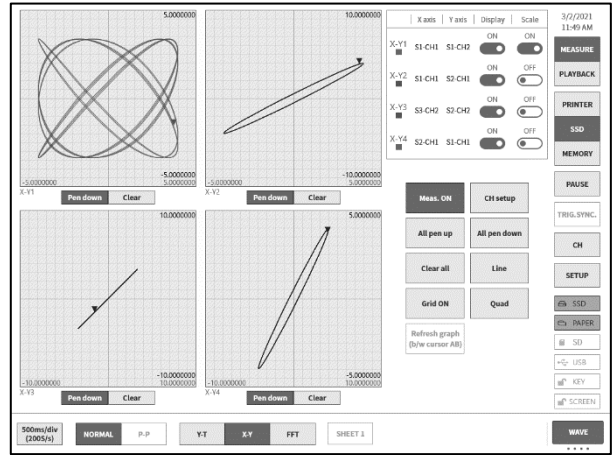 5.0000000
-5.0000000
-5.0000000 5.0000000
X-Y1 Pen down Clear
10.0000000
-10.0000000
-5.0000000 5.0000000
X-Y2 Pen down Clear
10.0000000
-10.0000000
-10.0000000 10.0000000
X-Y3 Pen down Clear
5.0000000
-5.0000000
-10.0000000 10.0000000
X-Y4 Pen down Clear
X axis Y axis Display Scale
ON ON
X-Y1 S1-CH1 S1-CH2
ON OFF
X-Y2 S1-CH1 S2-CH1
ON OFF
X-Y3 S3-CH2 S2-CH2
ON OFF
X-Y4 S2-CH1 S1-CH1
Meas. ON CH setup
All pen up All pen down
Clear all Line
Grid ON Quad
Refresh graph
(b/w cursor AB)
3/2/2021
11:49 AM
MEASURE
PLAYBACK
PRINTER
SSD
MEMORY
PAUSE
TRIG.SYNC.
CH
SETUP
SSD
PAPER
SD
USB
KEY
SCREEN
500ms/div
(200S/s)
NORMAL P-P Y-T X-Y FFT SHEET 1 WAVE